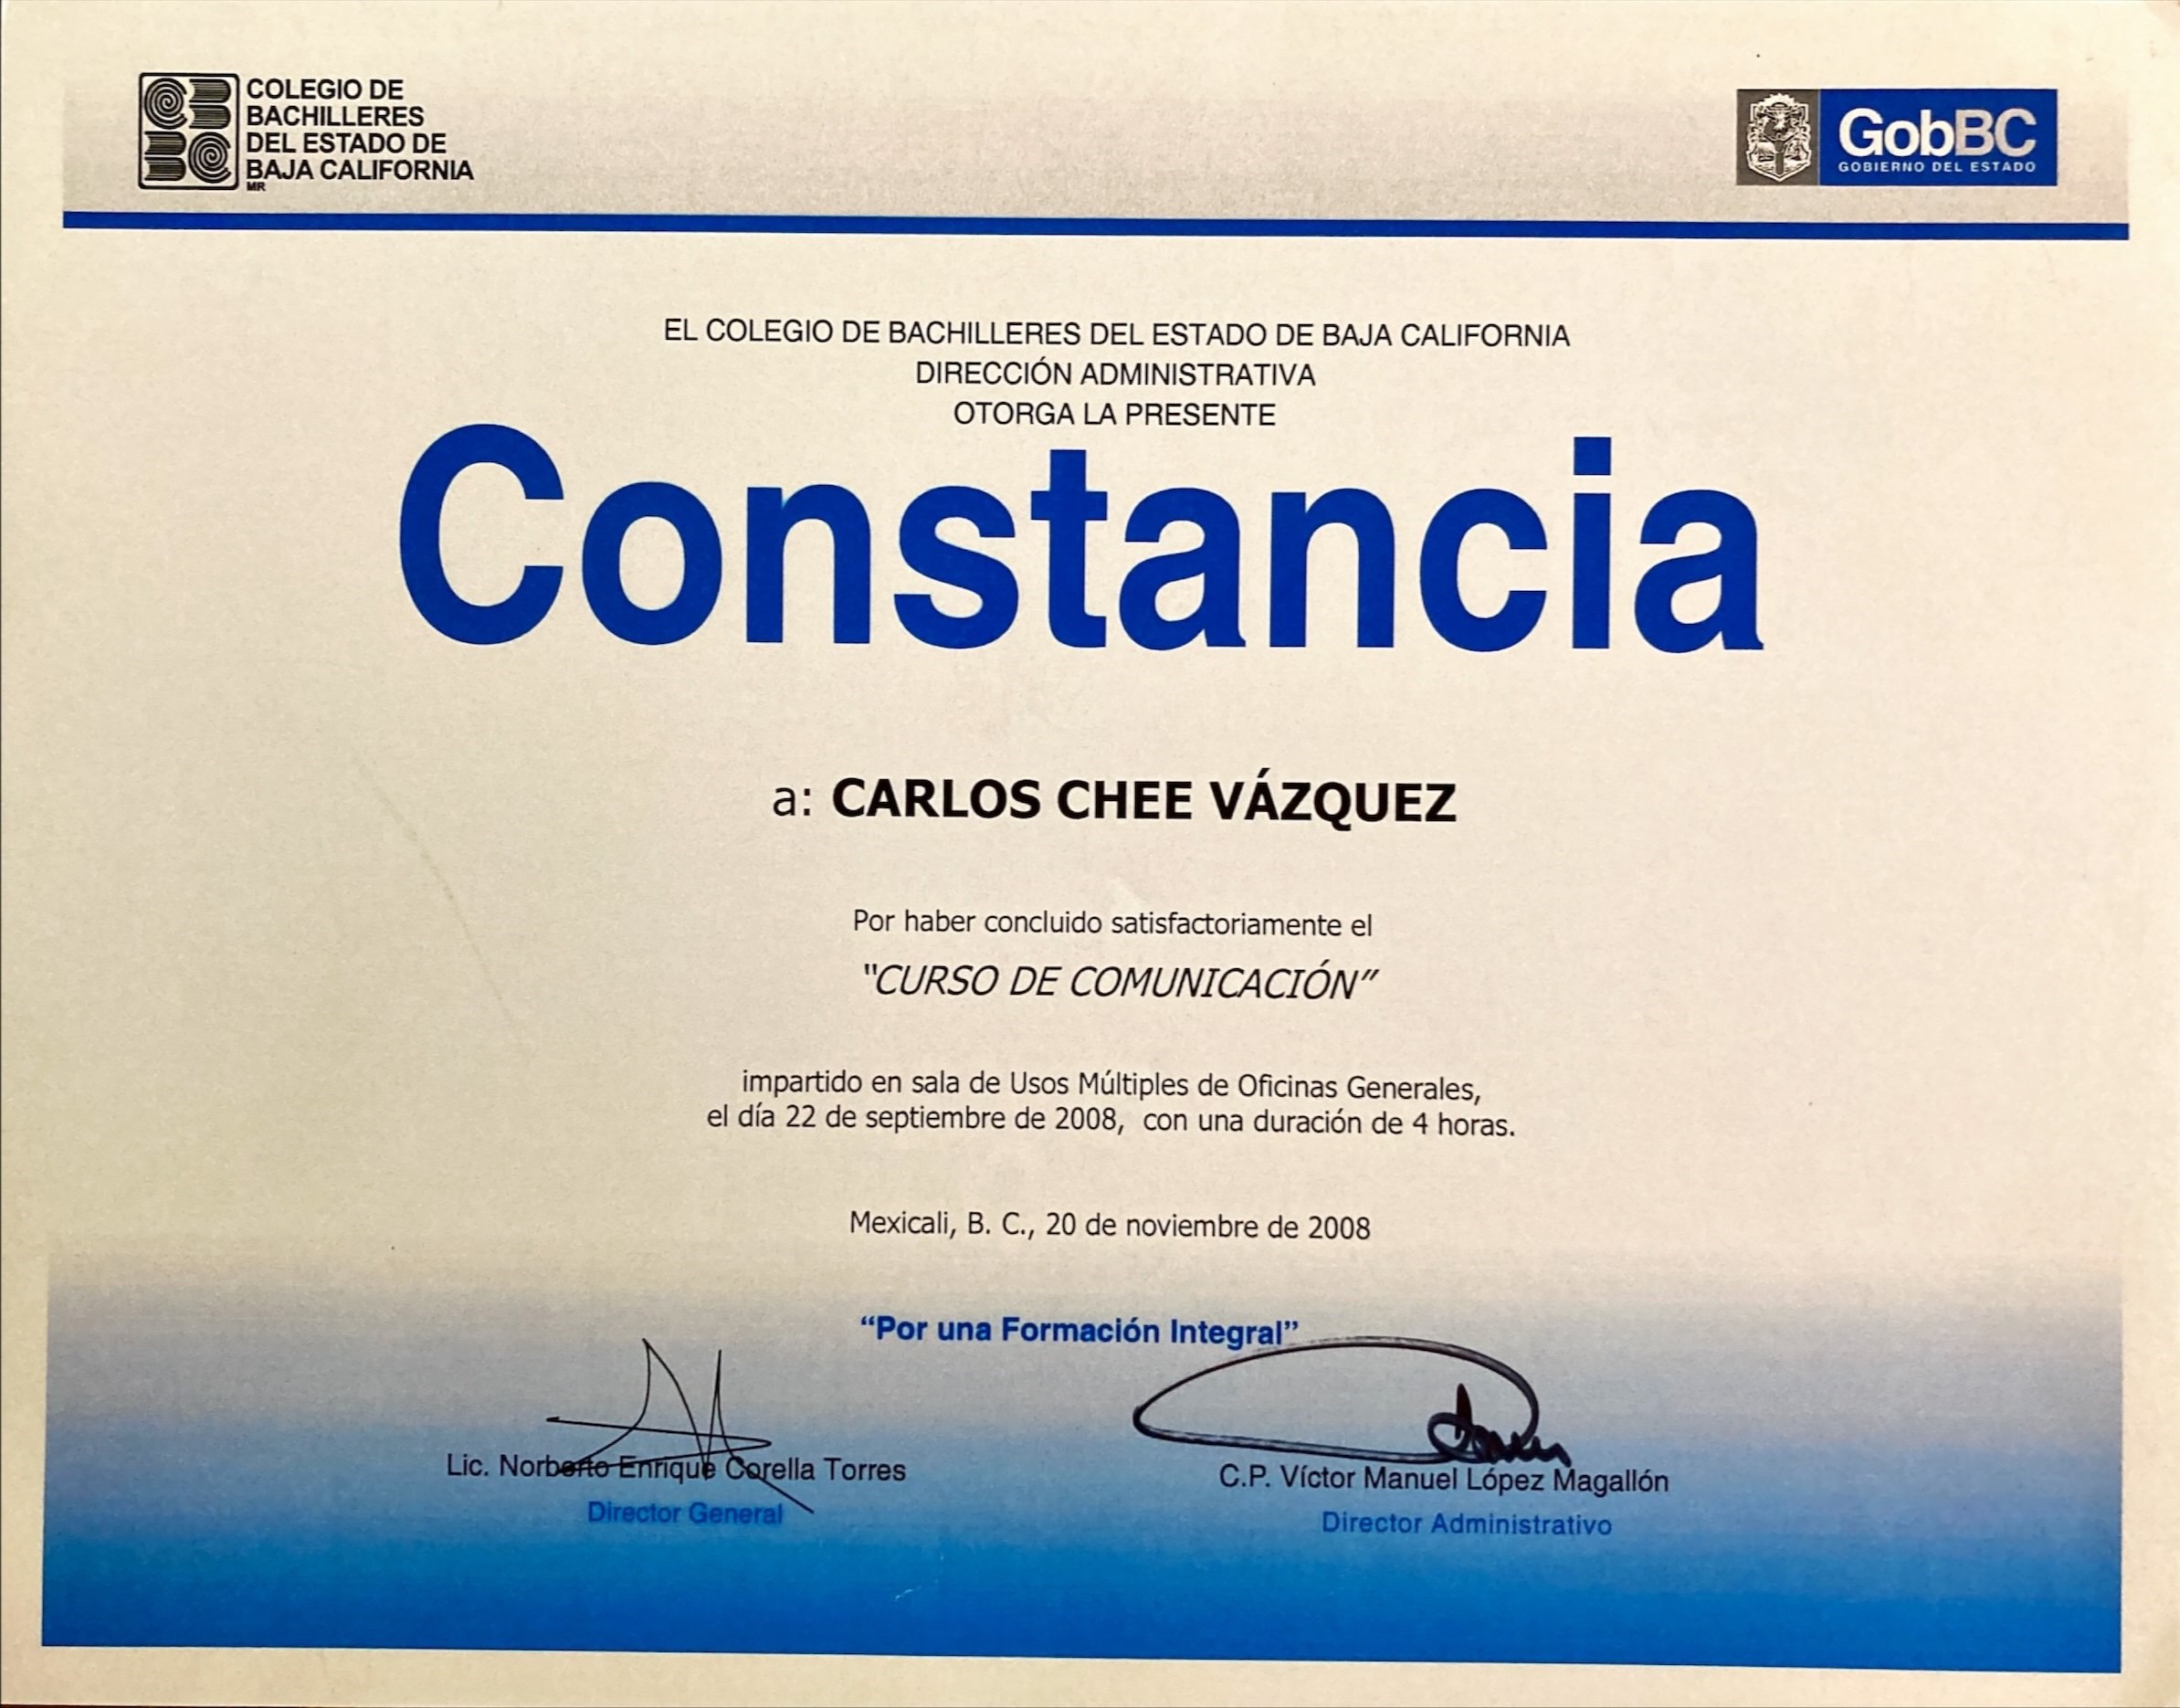 COLEGIO DE
BACHILLERES
DEL ESTADO DE
BAJA CALIFORNIA
MR
GobBC
GOBIERNO DEL ESTADO
EL COLEGIO DE BACHILLERES DEL ESTADO DE BAJA CALIFORNIA
DIRECCIÓN ADMINISTRATIVA
OTORGA LA PRESENTE
Constancia
a: CARLOS CHEE VÁZQUEZ
Por haber concluido satisfactoriamente el
"CURSO DE COMUNICACIÓN”
impartido en sala de Usos Múltiples de Oficinas Generales,
el día 22 de septiembre de 2008, con una duración de 4 horas.
Mexicali, B. C., 20 de noviembre de 2008
“Por una Formación Integral”
Lic. Norberto Enrique Corella Torres
Director General
C.P. Víctor Manuel López Magallón
Director Administrativo